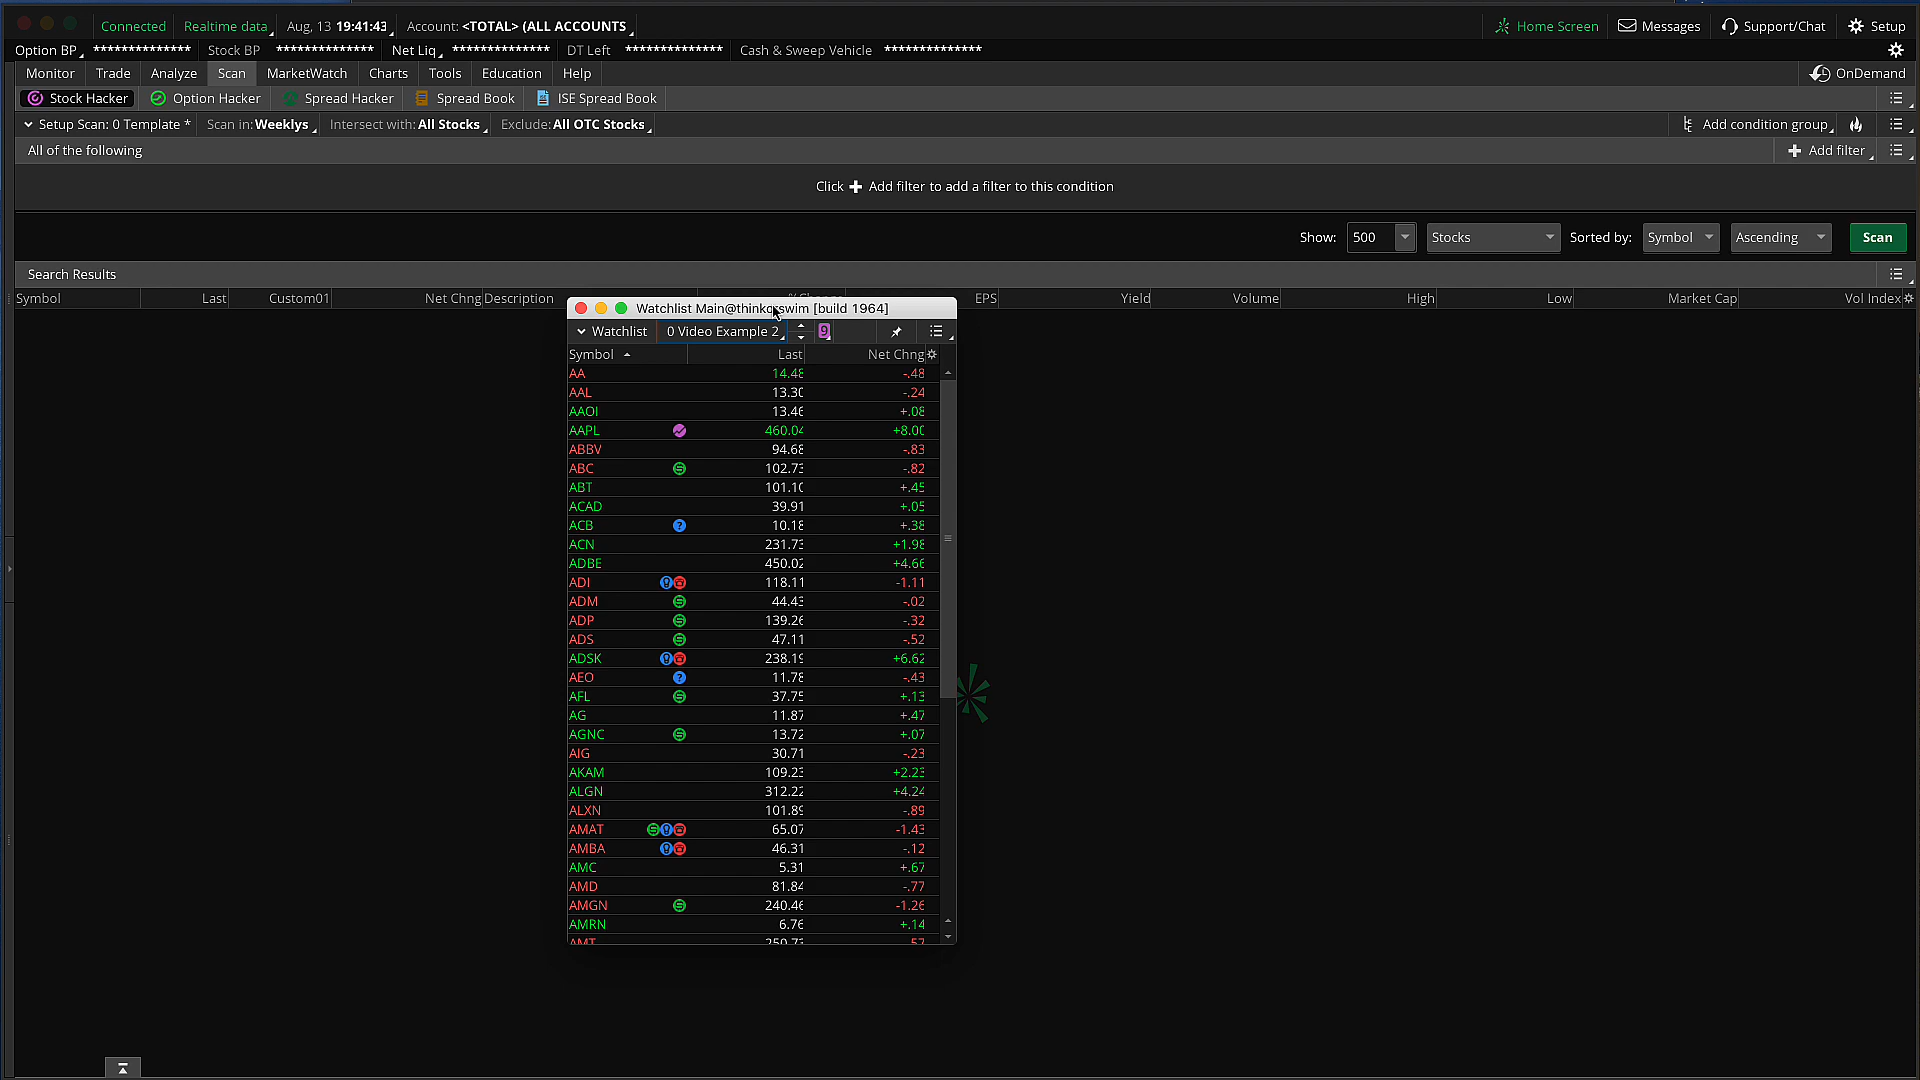 Connected Realtime data Aug, 13 19:41:43 Account: <TOTAL> (ALL ACCOUNTS Home Screen Messages Support/Chat Setup
Option BP ************** Stock BP ************** Net Liq ************** DT Left ************** Cash & Sweep Vehicle **************
Monitor Trade Analyze Scan MarketWatch Charts Tools Education Help OnDemand
Stock Hacker Option Hacker Spread Hacker Spread Book ISE Spread Book
Setup Scan: 0 Template * Scan in: Weeklys Intersect with: All Stocks Exclude: All OTC Stocks Add condition group
All of the following Add filter
Click + Add filter to add a filter to this condition
Show: 500 Stocks Sorted by: Symbol Ascending Scan
Search Results
Symbol Last Custom01 Net Chng Description EPS Yield Volume High Low Market Cap Vol Index
Watchlist Main@thinkorswim [build 1964]
Watchlist 0 Video Example 2 9
Symbol Last Net Chng
AA 14.48 -.48
AAL 13.30 -.24
AAOI 13.46 +.08
AAPL 460.04 +8.00
ABBV 94.68 -.83
ABC 102.73 -.82
ABT 101.10 +.45
ACAD 39.91 +.05
ACB ? 10.18 +.38
ACN 231.73 +1.98
ADBE 450.02 +4.66
ADI 118.11 -1.11
ADM 44.43 -.02
ADP 139.26 -.32
ADS 47.11 -.52
ADSK 238.19 +6.62
AEO ? 11.78 -.43
AFL 37.75 +.13
AG 11.87 +.47
AGNC 13.72 +.07
AIG 30.71 -.23
AKAM 109.23 +2.23
ALGN 312.22 +4.24
ALXN 101.89 -.89
AMAT 65.07 -1.43
AMBA 46.31 -.12
AMC 5.31 +.67
AMD 81.84 -.77
AMGN 240.46 -1.26
AMRN 6.76 +.14
AMT